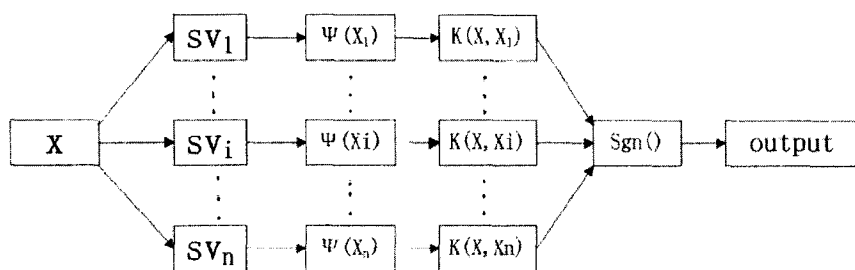 SV₁ Ψ(X₁) K(X, X₁)
X SVᵢ Ψ(Xi) K(X, Xi) Sgn() output
SVₙ Ψ(Xₙ) K(X, Xn)